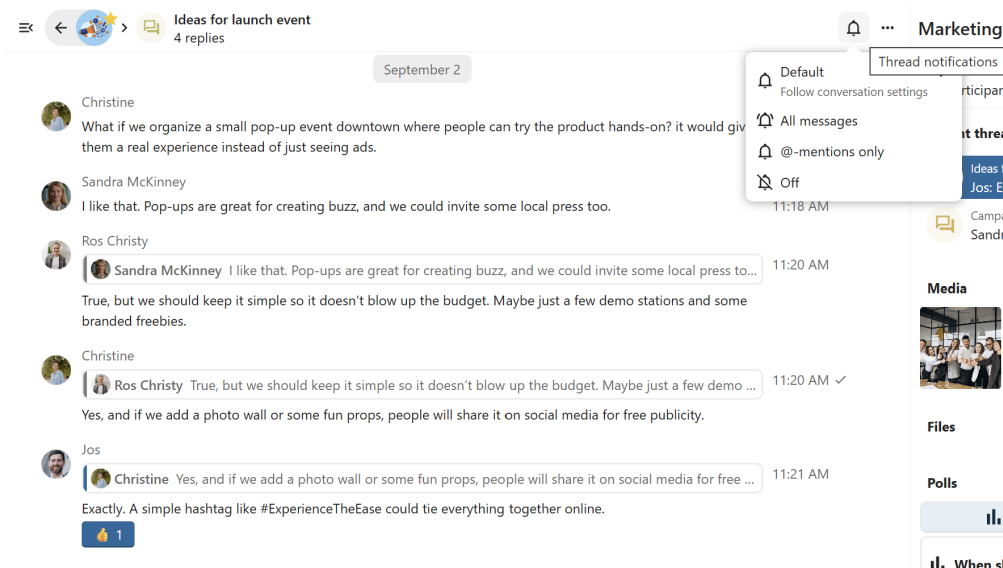 Ideas for launch event
4 replies
Marketing
Thread notifications
September 2
Default
Follow conversation settings
All messages
@-mentions only
Off
Christine
What if we organize a small pop-up event downtown where people can try the product hands-on? it would giv
them a real experience instead of just seeing ads.
Sandra McKinney
I like that. Pop-ups are great for creating buzz, and we could invite some local press too.
11:18 AM
Ros Christy
Sandra McKinney I like that. Pop-ups are great for creating buzz, and we could invite some local press to...
11:20 AM
True, but we should keep it simple so it doesn't blow up the budget. Maybe just a few demo stations and some
branded freebies.
Christine
Ros Christy True, but we should keep it simple so it doesn't blow up the budget. Maybe just a few demo ...
11:20 AM
Yes, and if we add a photo wall or some fun props, people will share it on social media for free publicity.
Jos
Christine Yes, and if we add a photo wall or some fun props, people will share it on social media for free ...
11:21 AM
Exactly. A simple hashtag like #ExperienceTheEase could tie everything together online.
👍 1
Ideas
Jos: E
Campa
Sandr
Media
Files
Polls
When s